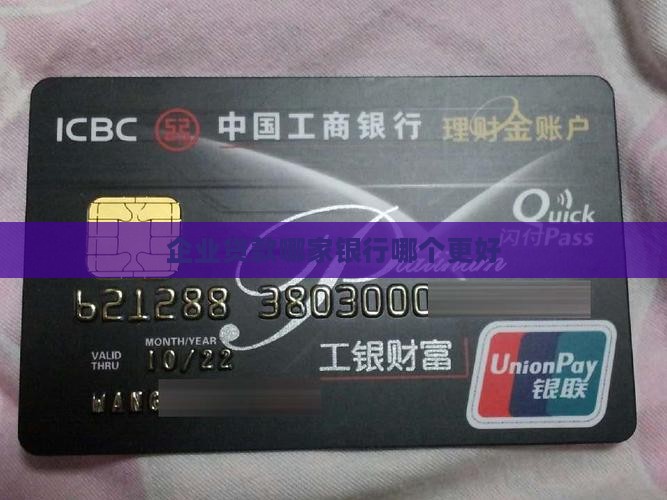 ICBC 中国工商银行 理财金账户
Quick
闪付Pass
企业贷款哪家银行哪个更好
Platinum
621288 3803000
MONTH/YEAR
VALID THRU 10/22
工银财富
UnionPay
银联
WANG